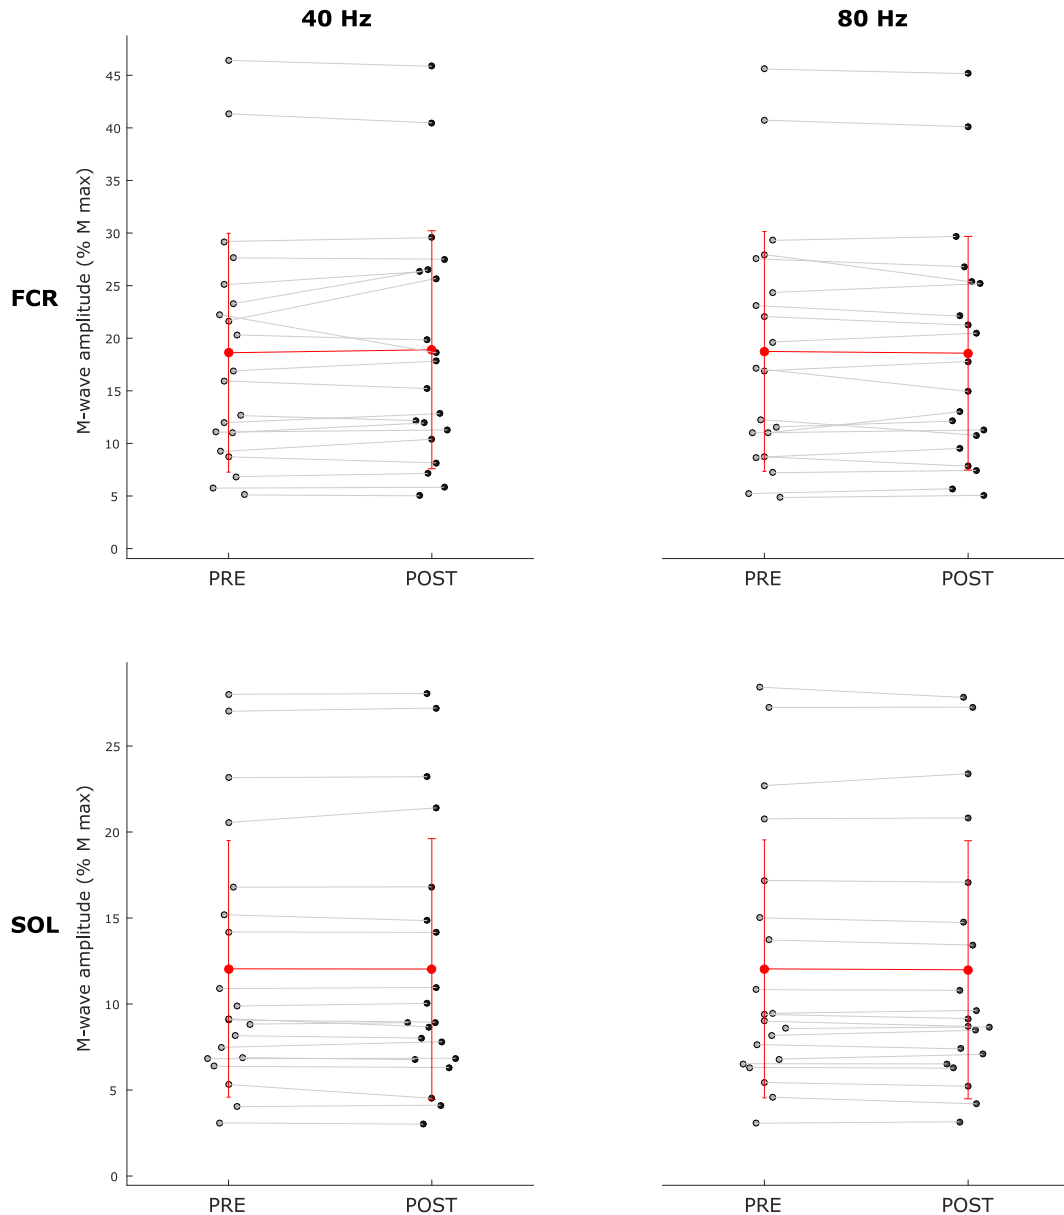 40 Hz
80 Hz
FCR
M-wave amplitude (% M max)
45
40
35
30
25
20
15
10
5
0
PRE
POST
PRE
POST
SOL
M-wave amplitude (% M max)
25
20
15
10
5
0
PRE
POST
PRE
POST